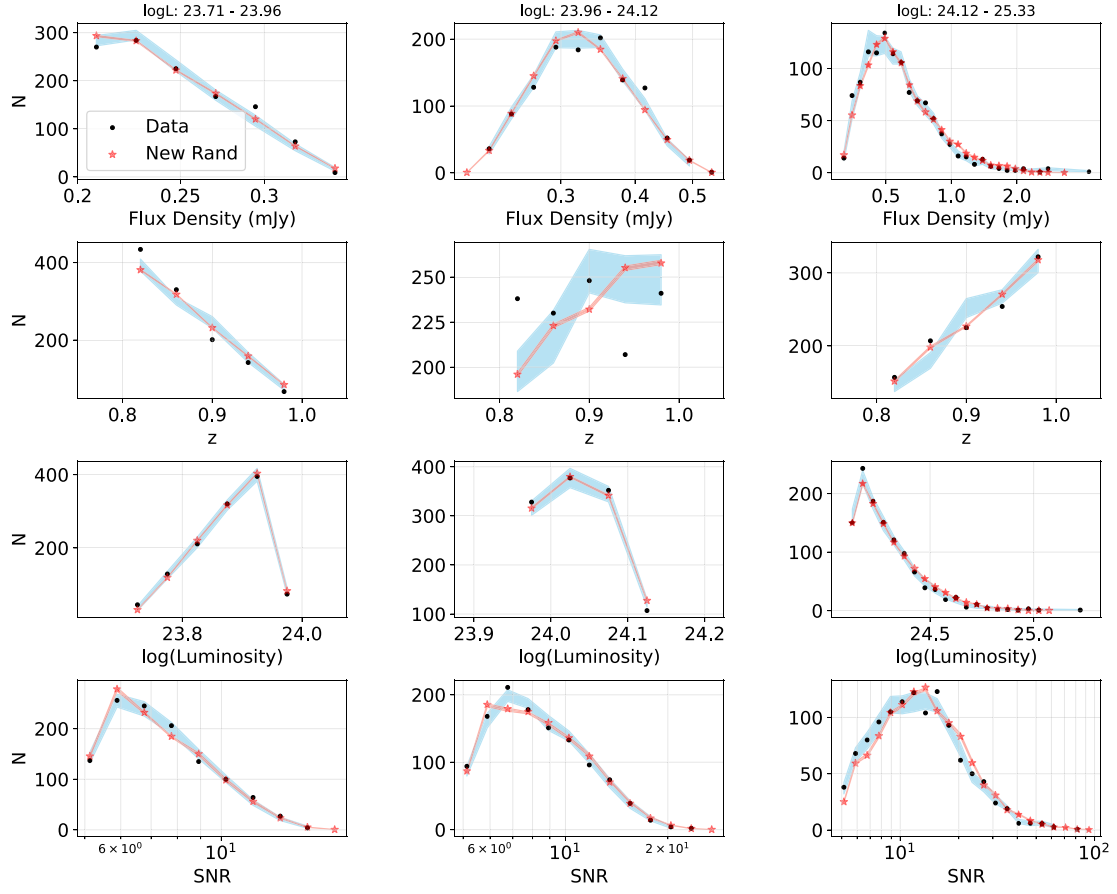 logL: 23.71 - 23.96
logL: 23.96 - 24.12
logL: 24.12 - 25.33
300
200
100
0
N
Data
New Rand
0.2
0.25
0.3
Flux Density (mJy)
200
100
0
0.3
0.4
0.5
Flux Density (mJy)
100
50
0
0.5
1.0
2.0
Flux Density (mJy)
400
200
N
0.8
0.9
1.0
z
250
225
200
0.8
0.9
1.0
z
300
200
0.8
0.9
1.0
z
400
200
N
23.8
24.0
log(Luminosity)
400
300
200
100
23.9
24.0
24.1
24.2
log(Luminosity)
200
100
0
24.5
25.0
log(Luminosity)
200
100
0
N
6 × 10⁰
10¹
SNR
200
100
0
6 × 10⁰
10¹
2 × 10¹
SNR
100
50
0
10¹
10²
SNR